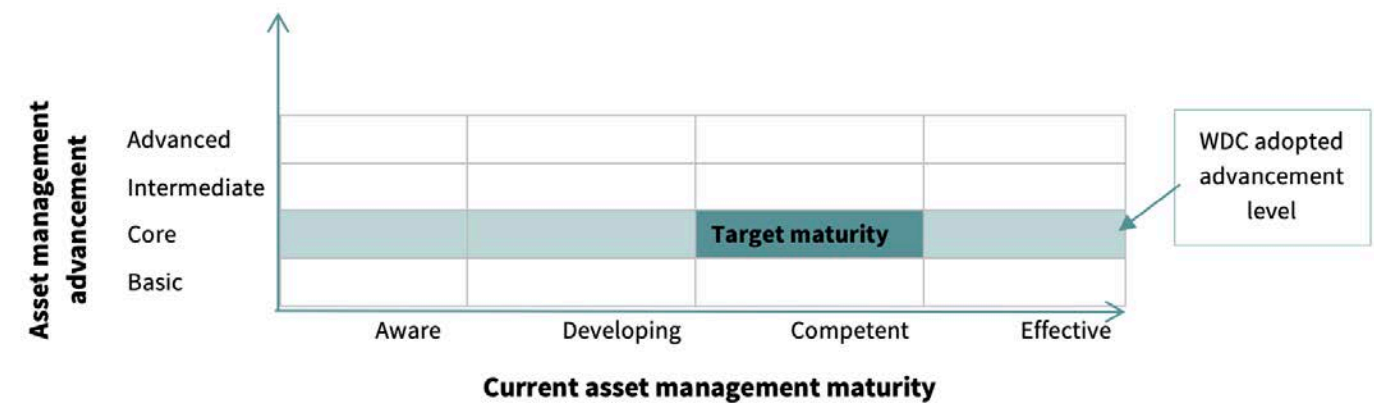 Asset management
advancement
Advanced
Intermediate
Core
Basic
Target maturity
WDC adopted
advancement
level
Aware
Developing
Competent
Effective
Current asset management maturity